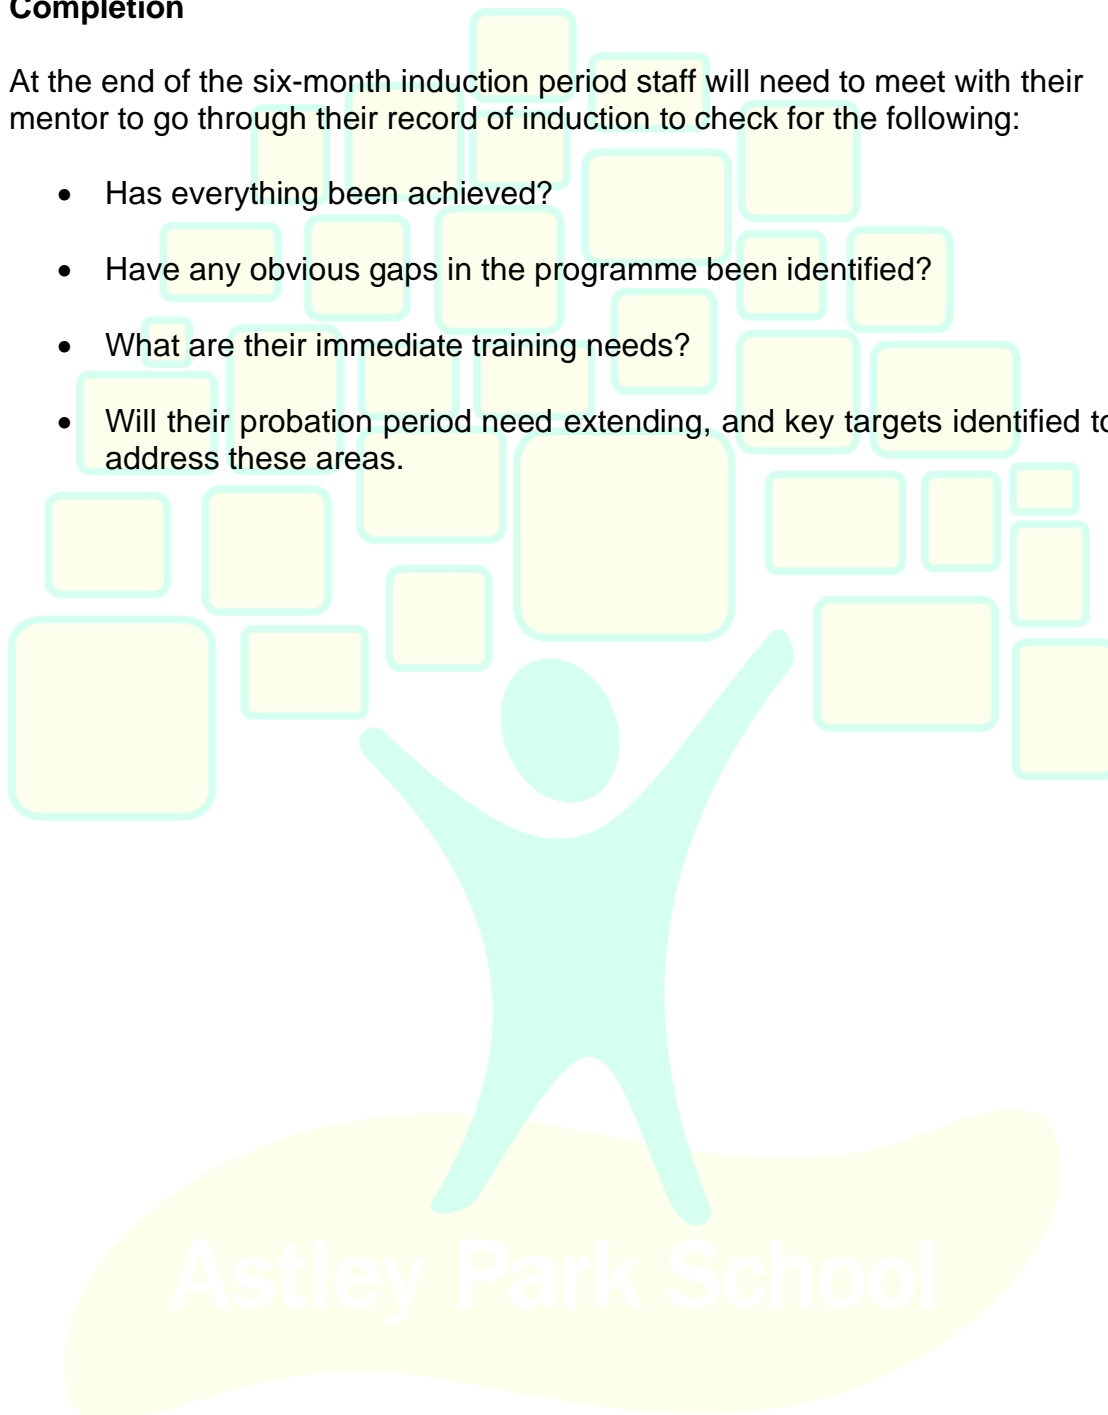 Completion
At the end of the six-month induction period staff will need to meet with their
mentor to go through their record of induction to check for the following:
• Has everything been achieved?
• Have any obvious gaps in the programme been identified?
• What are their immediate training needs?
• Will their probation period need extending, and key targets identified to
address these areas.
Astley Park School